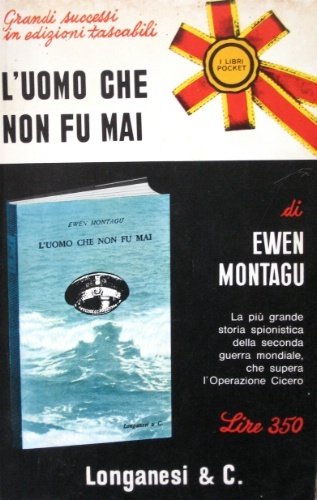 Grandi successi
in edizioni tascabili
L'UOMO CHE
NON FU MAI
I LIBRI
POCKET
di
EWEN
MONTAGU
La più grande
storia spionistica
della seconda
guerra mondiale,
che supera
l'Operazione Cicero
Lire 350
EWEN MONTAGU
L'UOMO CHE NON FU MAI
Longanesi & C.
Longanesi & C.